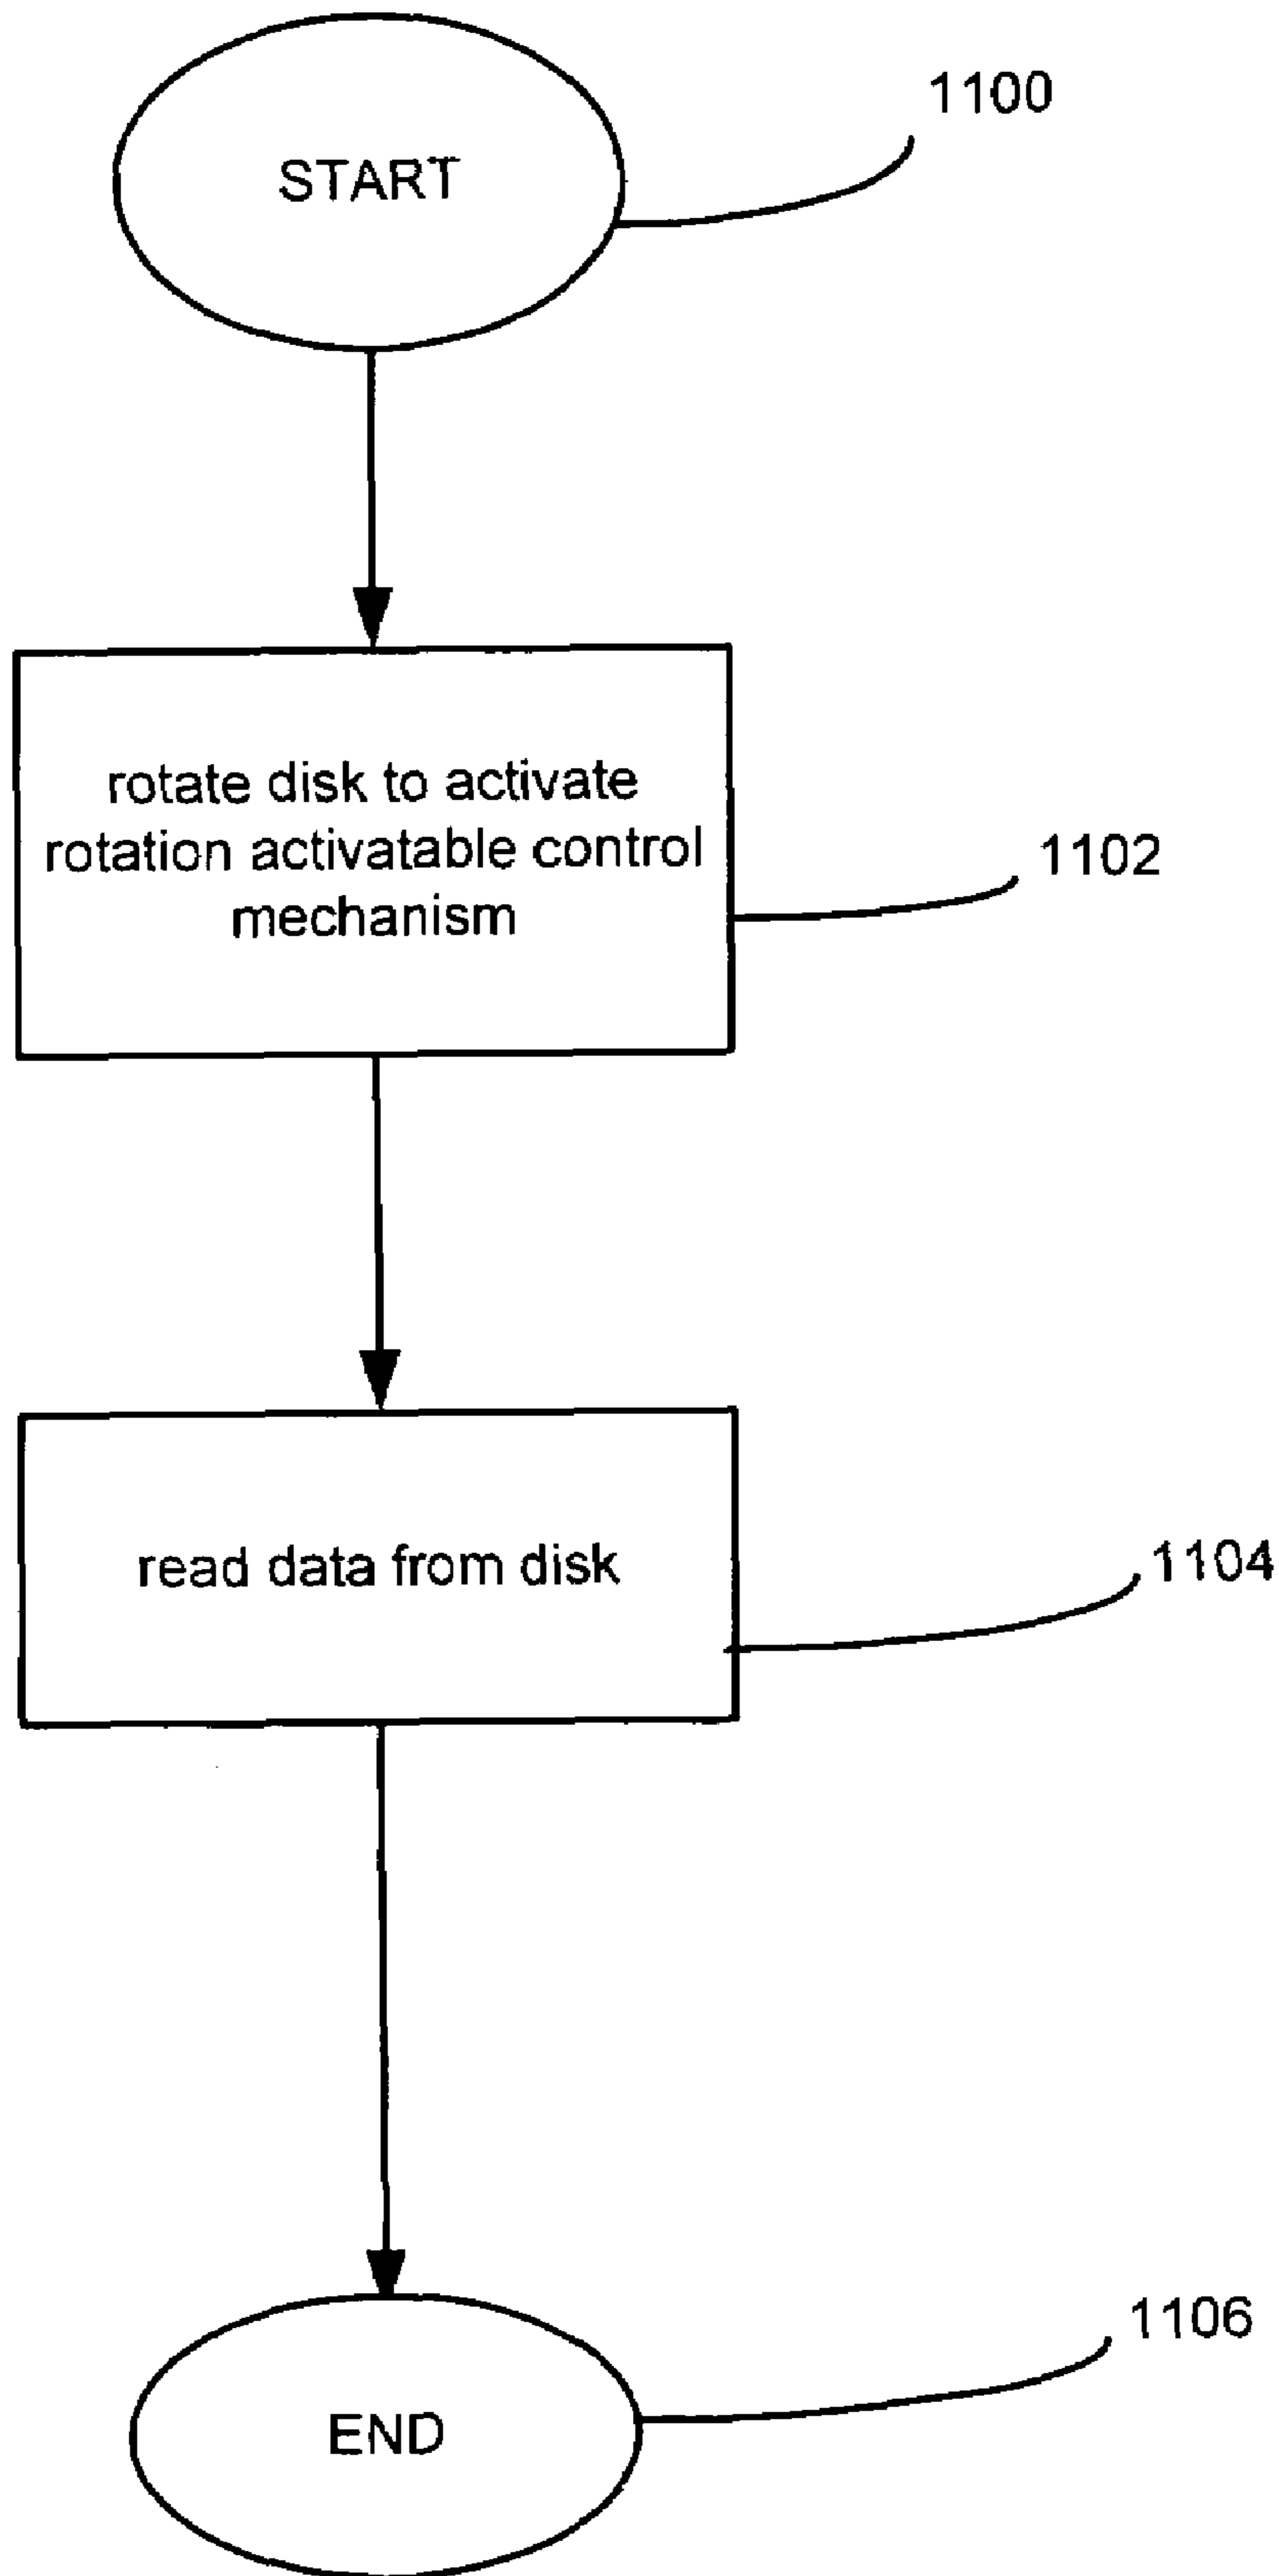 START
1100
rotate disk to activate
rotation activatable control
mechanism
1102
read data from disk
1104
END
1106